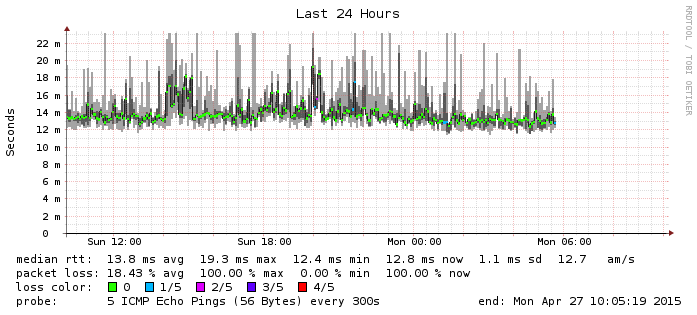 Last 24 Hours
RRDTOOL / TOBI OETIKER
Seconds
22 m
20 m
18 m
16 m
14 m
12 m
10 m
8 m
6 m
4 m
2 m
0
Sun 12:00 Sun 18:00 Mon 00:00 Mon 06:00
median rtt: 13.8 ms avg 19.3 ms max 12.4 ms min 12.8 ms now 1.1 ms sd 12.7 am/s
packet loss: 18.43 % avg 100.00 % max 0.00 % min 100.00 % now
loss color: 0 1/5 2/5 3/5 4/5
probe: 5 ICMP Echo Pings (56 Bytes) every 300s end: Mon Apr 27 10:05:19 2015